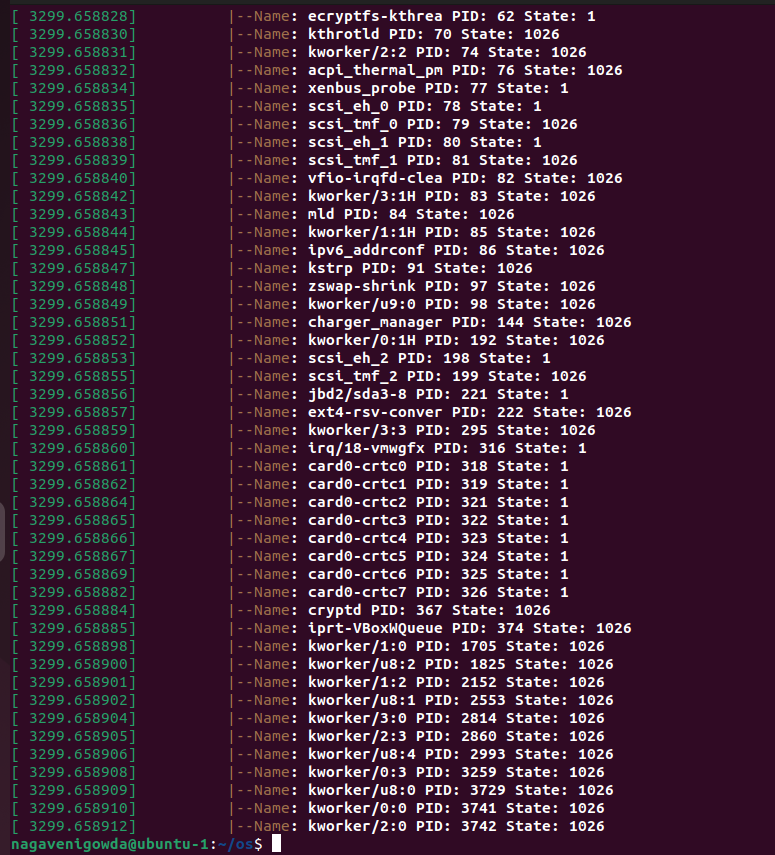 [ 3299.658828]          |--Name: ecryptfs-kthrea PID: 62 State: 1
[ 3299.658830]          |--Name: kthrotld PID: 70 State: 1026
[ 3299.658831]          |--Name: kworker/2:2 PID: 74 State: 1026
[ 3299.658832]          |--Name: acpi_thermal_pm PID: 76 State: 1026
[ 3299.658834]          |--Name: xenbus_probe PID: 77 State: 1
[ 3299.658835]          |--Name: scsi_eh_0 PID: 78 State: 1
[ 3299.658836]          |--Name: scsi_tmf_0 PID: 79 State: 1026
[ 3299.658838]          |--Name: scsi_eh_1 PID: 80 State: 1
[ 3299.658839]          |--Name: scsi_tmf_1 PID: 81 State: 1026
[ 3299.658840]          |--Name: vfio-irqfd-clea PID: 82 State: 1026
[ 3299.658842]          |--Name: kworker/3:1H PID: 83 State: 1026
[ 3299.658843]          |--Name: mld PID: 84 State: 1026
[ 3299.658844]          |--Name: kworker/1:1H PID: 85 State: 1026
[ 3299.658845]          |--Name: ipv6_addrconf PID: 86 State: 1026
[ 3299.658847]          |--Name: kstrp PID: 91 State: 1026
[ 3299.658848]          |--Name: zswap-shrink PID: 97 State: 1026
[ 3299.658849]          |--Name: kworker/u9:0 PID: 98 State: 1026
[ 3299.658851]          |--Name: charger_manager PID: 144 State: 1026
[ 3299.658852]          |--Name: kworker/0:1H PID: 192 State: 1026
[ 3299.658853]          |--Name: scsi_eh_2 PID: 198 State: 1
[ 3299.658855]          |--Name: scsi_tmf_2 PID: 199 State: 1026
[ 3299.658856]          |--Name: jbd2/sda3-8 PID: 221 State: 1
[ 3299.658857]          |--Name: ext4-rsv-conver PID: 222 State: 1026
[ 3299.658859]          |--Name: kworker/3:3 PID: 295 State: 1026
[ 3299.658860]          |--Name: irq/18-vmwgfx PID: 316 State: 1
[ 3299.658861]          |--Name: card0-crtc0 PID: 318 State: 1
[ 3299.658862]          |--Name: card0-crtc1 PID: 319 State: 1
[ 3299.658864]          |--Name: card0-crtc2 PID: 321 State: 1
[ 3299.658865]          |--Name: card0-crtc3 PID: 322 State: 1
[ 3299.658866]          |--Name: card0-crtc4 PID: 323 State: 1
[ 3299.658867]          |--Name: card0-crtc5 PID: 324 State: 1
[ 3299.658869]          |--Name: card0-crtc6 PID: 325 State: 1
[ 3299.658882]          |--Name: card0-crtc7 PID: 326 State: 1
[ 3299.658884]          |--Name: cryptd PID: 367 State: 1026
[ 3299.658885]          |--Name: iprt-VBoxWQueue PID: 374 State: 1026
[ 3299.658898]          |--Name: kworker/1:0 PID: 1705 State: 1026
[ 3299.658900]          |--Name: kworker/u8:2 PID: 1825 State: 1026
[ 3299.658901]          |--Name: kworker/1:2 PID: 2152 State: 1026
[ 3299.658902]          |--Name: kworker/u8:1 PID: 2553 State: 1026
[ 3299.658904]          |--Name: kworker/3:0 PID: 2814 State: 1026
[ 3299.658905]          |--Name: kworker/2:3 PID: 2860 State: 1026
[ 3299.658906]          |--Name: kworker/u8:4 PID: 2993 State: 1026
[ 3299.658908]          |--Name: kworker/0:3 PID: 3259 State: 1026
[ 3299.658909]          |--Name: kworker/u8:0 PID: 3729 State: 1026
[ 3299.658910]          |--Name: kworker/0:0 PID: 3741 State: 1026
[ 3299.658912]          |--Name: kworker/2:0 PID: 3742 State: 1026
nagavenigowda@ubuntu-1:~/os$